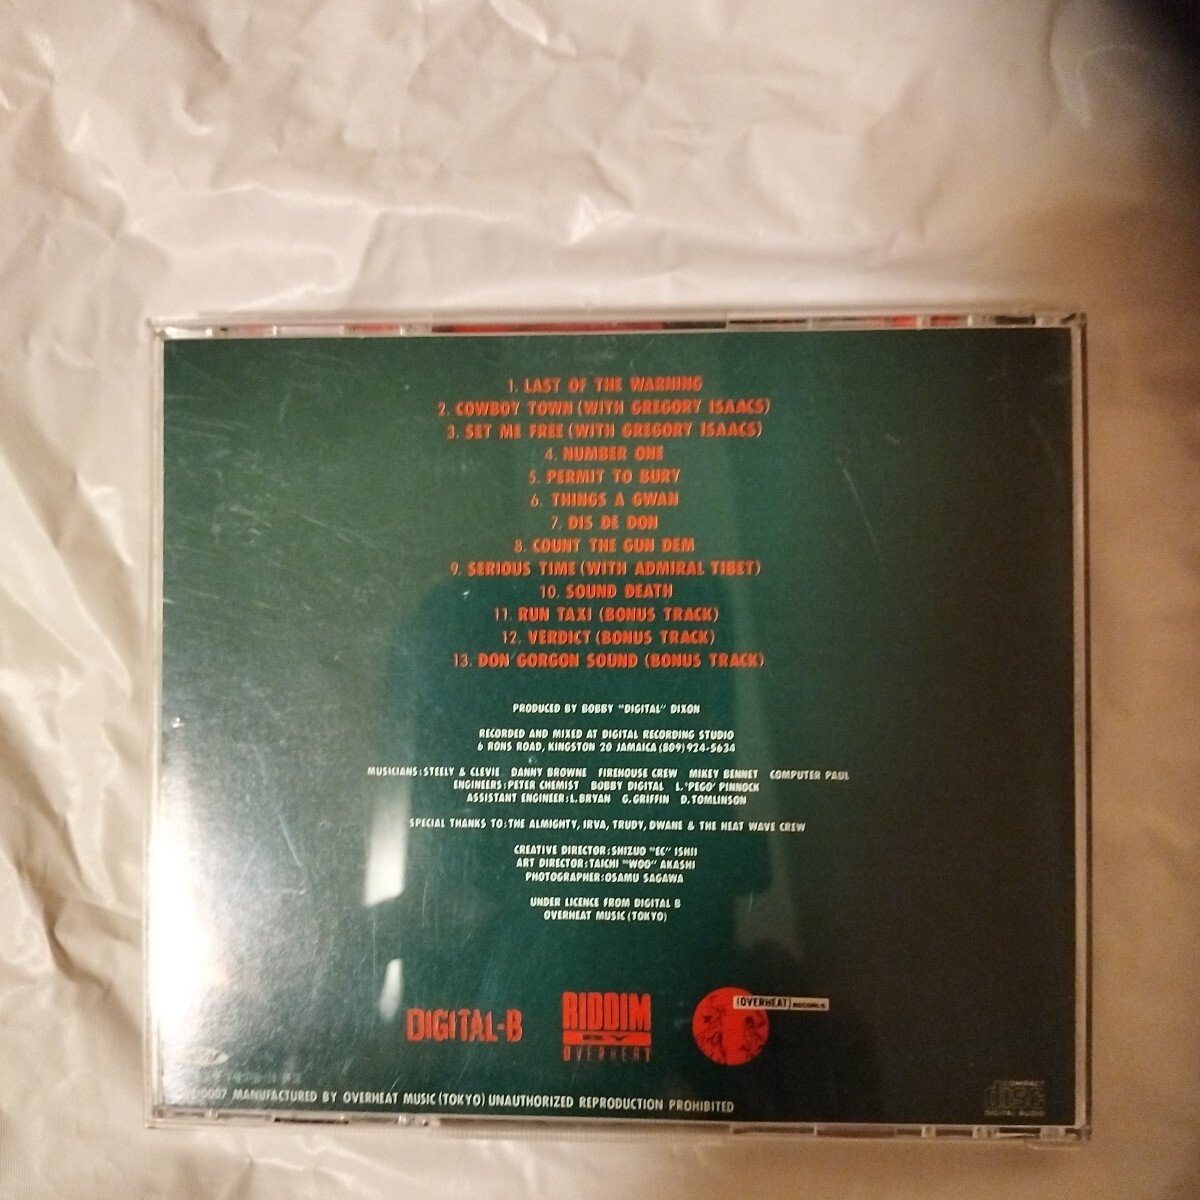 1. LAST OF THE WARNING
2. COWBOY TOWN (WITH GREGORY ISAACS)
3. SET ME FREE (WITH GREGORY ISAACS)
4. NUMBER ONE
5. PERMIT TO BURY
6. THINGS A GWAN
7. DIS DE DON
8. COUNT THE GUN DEM
9. SERIOUS TIME (WITH ADMIRAL TIBET)
10. SOUND DEATH
11. RUN TAXI (BONUS TRACK)
12. VERDICT (BONUS TRACK)
13. DON GORGON SOUND (BONUS TRACK)
PRODUCED BY BOBBY "DIGITAL" DIXON
RECORDED AND MIXED AT DIGITAL RECORDING STUDIO
6 RONS ROAD, KINGSTON 20 JAMAICA (809) 924-5634
MUSICIANS: STEELY & CLEVIE DANNY BROWNE FIREHOUSE CREW MIKEY BENNET COMPUTER PAUL
ENGINEERS: PETER CHEMIST BOBBY DIGITAL L. 'PEGO' PINNOCK
ASSISTANT ENGINEER: L. BRYAN G. GRIFFIN D. TOMLINSON
SPECIAL THANKS TO: THE ALMIGHTY, IRVA, TRUDY, DWANE & THE HEAT WAVE CREW
CREATIVE DIRECTOR: SHIZUO "EC" ISHII
ART DIRECTOR: TAICHI "WOO" AKASHI
PHOTOGRAPHER: OSAMU SAGAWA
UNDER LICENCE FROM DIGITAL B
OVERHEAT MUSIC (TOKYO)
DIGITAL-B
RIDDIM
BY
OVERHEAT
(OVERHEAT) RECORDS
0007 MANUFACTURED BY OVERHEAT MUSIC (TOKYO) UNAUTHORIZED REPRODUCTION PROHIBITED
COMPACT
disc
DIGITAL AUDIO